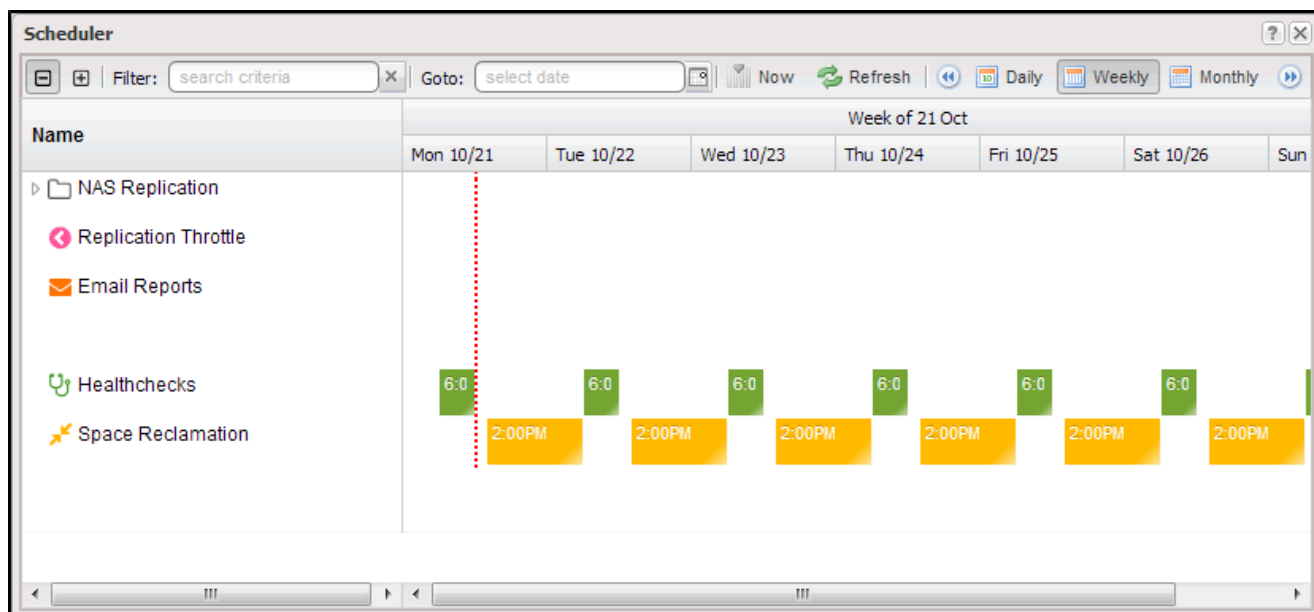 Scheduler
Filter: search criteria Goto: select date Now Refresh Daily Weekly Monthly
Name
Week of 21 Oct
Mon 10/21 Tue 10/22 Wed 10/23 Thu 10/24 Fri 10/25 Sat 10/26 Sun
NAS Replication
Replication Throttle
Email Reports
Healthchecks 6:0 6:0 6:0 6:0 6:0 6:0
Space Reclamation 2:00PM 2:00PM 2:00PM 2:00PM 2:00PM 2:00PM